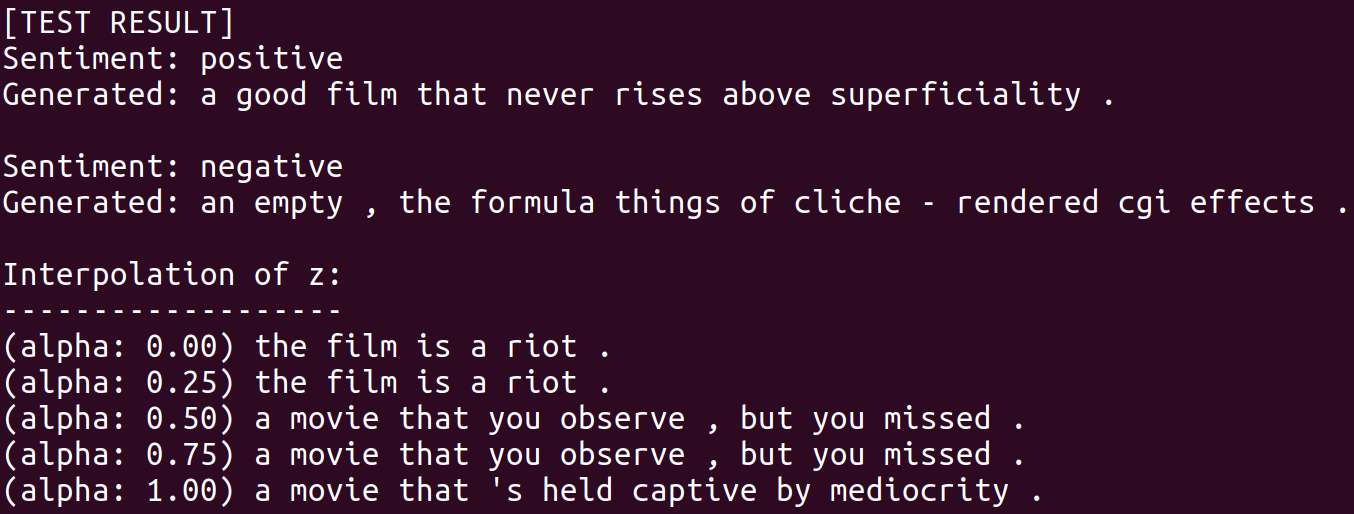 [TEST RESULT]
Sentiment: positive
Generated: a good film that never rises above superficiality .
Sentiment: negative
Generated: an empty , the formula things of cliche - rendered cgi effects .
Interpolation of z:
-------------------
(alpha: 0.00) the film is a riot .
(alpha: 0.25) the film is a riot .
(alpha: 0.50) a movie that you observe , but you missed .
(alpha: 0.75) a movie that you observe , but you missed .
(alpha: 1.00) a movie that 's held captive by mediocrity .